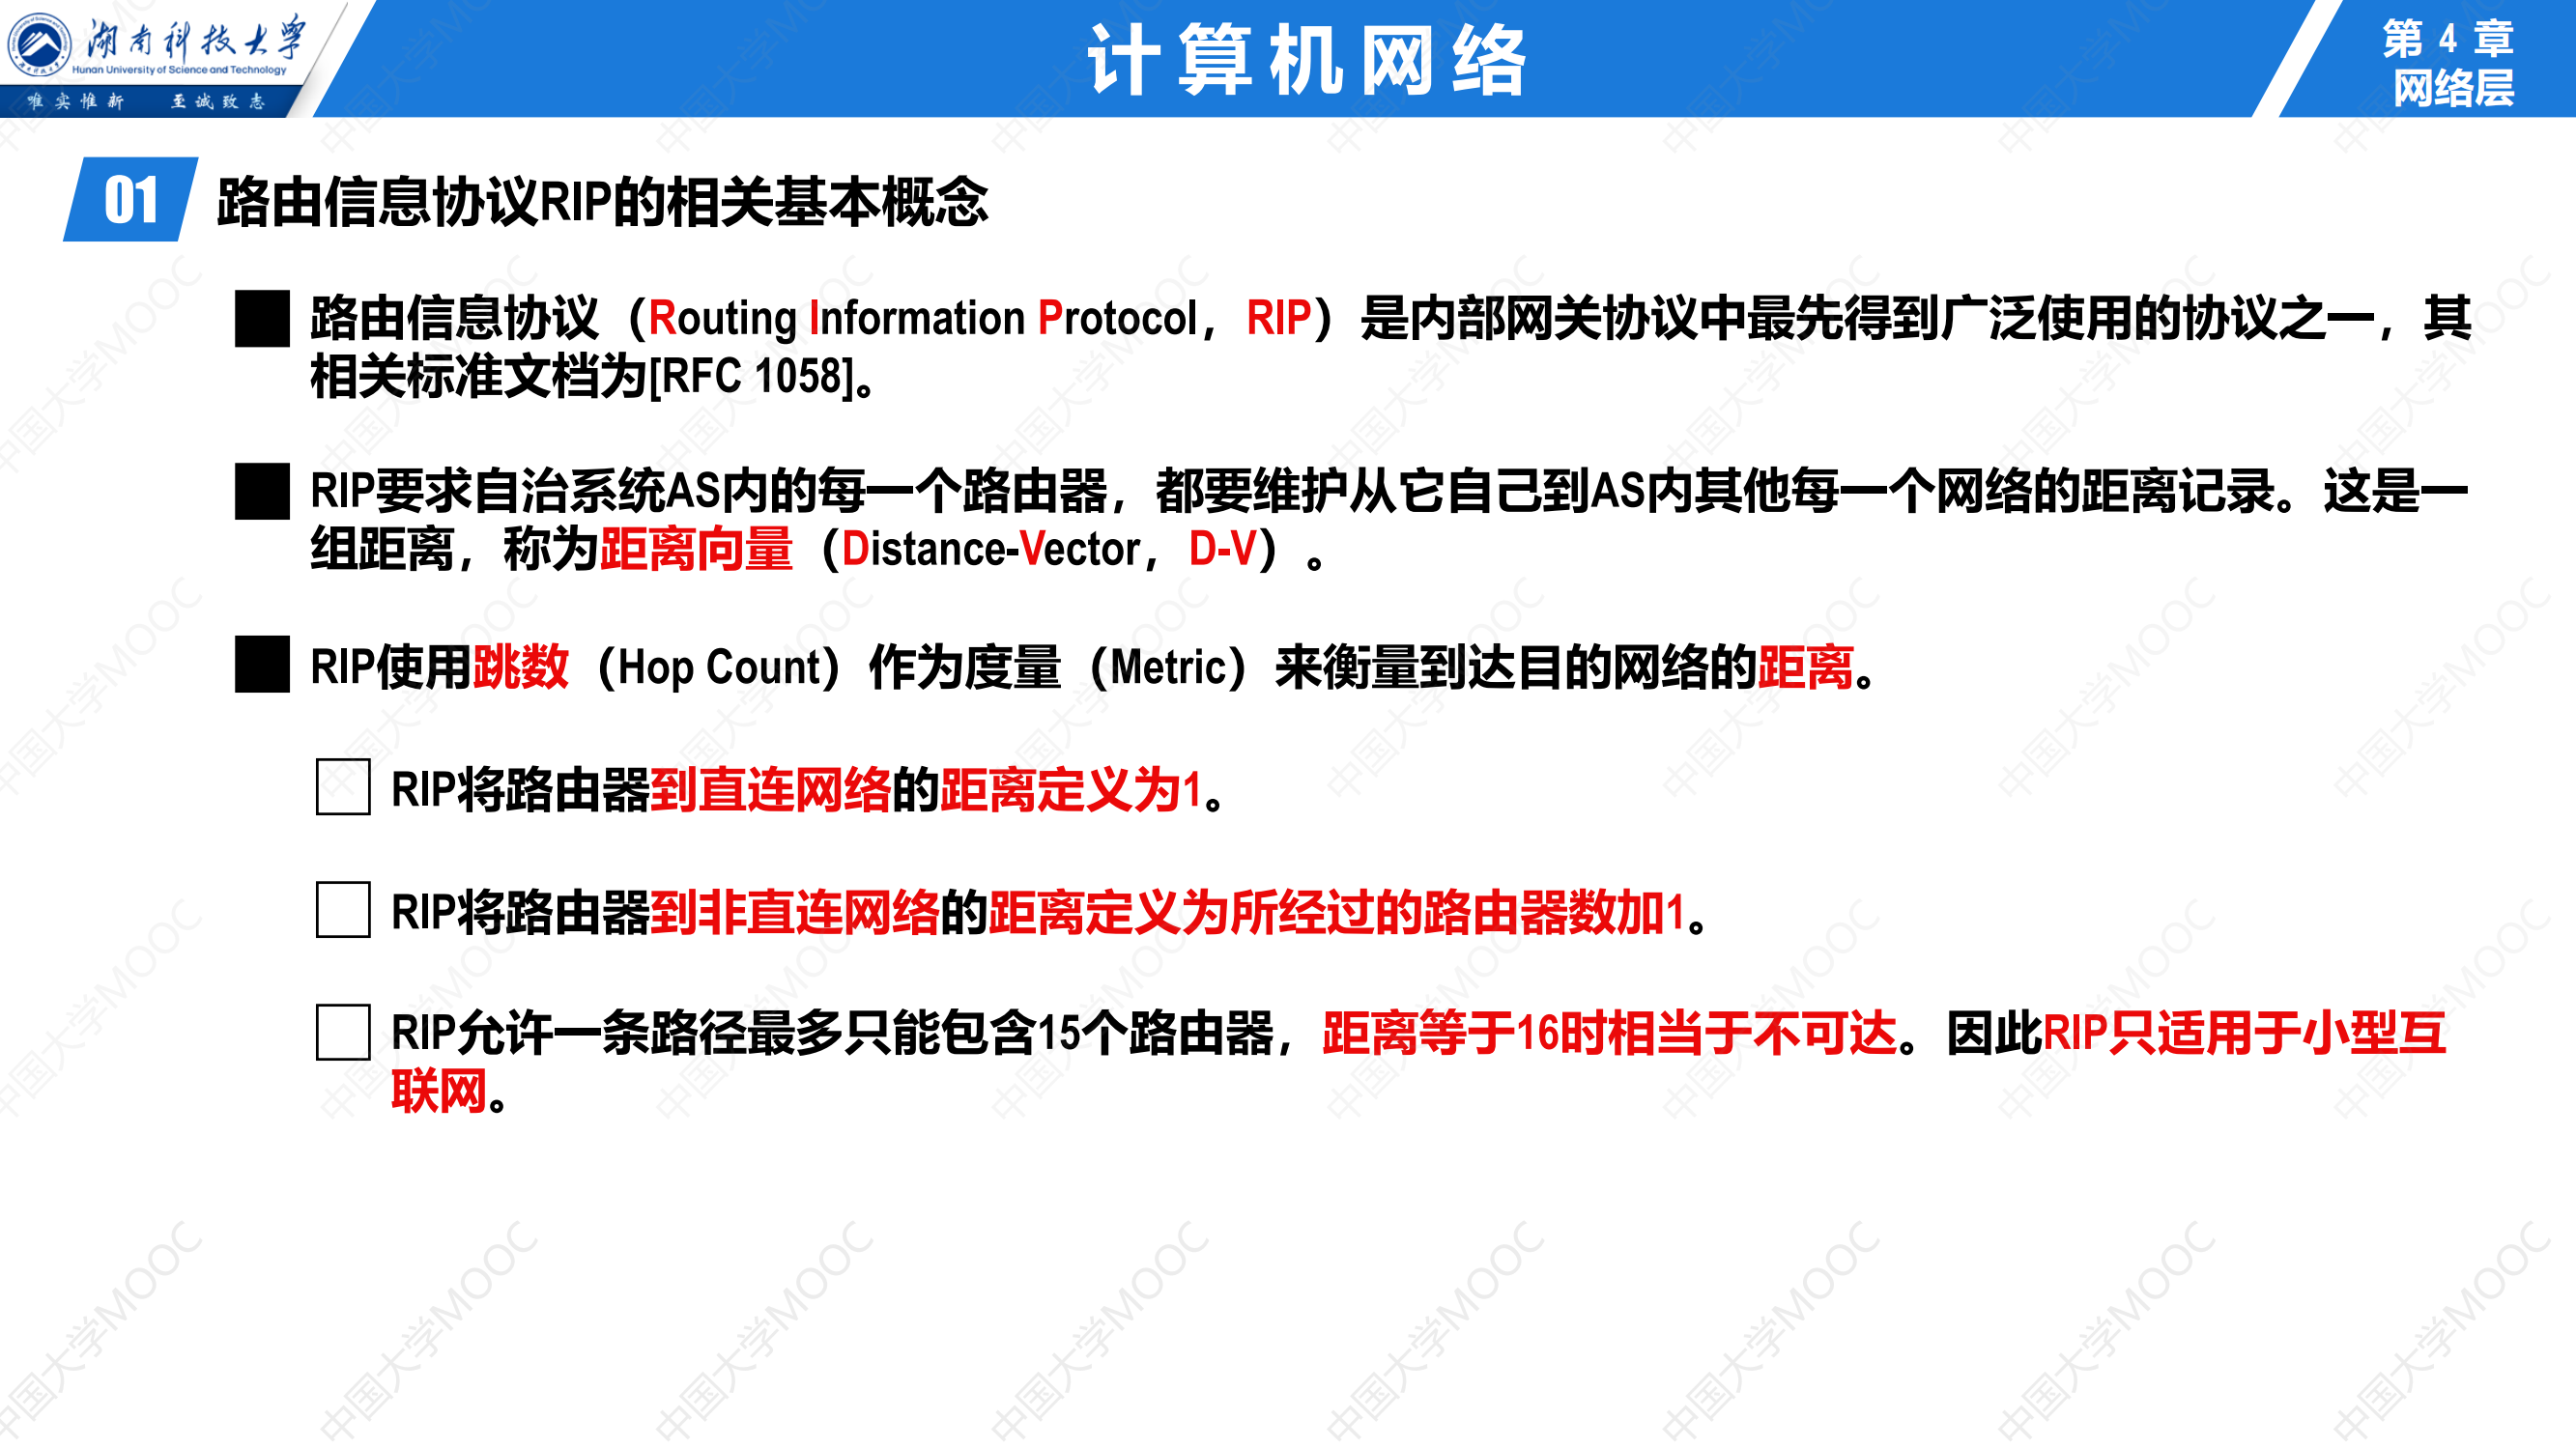 湖南科技大学
Hunan University of Science and Technology
唯实惟新 至诚致志
计算机网络
第 4 章
网络层
01 路由信息协议RIP的相关基本概念
路由信息协议（Routing Information Protocol，RIP）是内部网关协议中最先得到广泛使用的协议之一，其
相关标准文档为[RFC 1058]。
RIP要求自治系统AS内的每一个路由器，都要维护从它自己到AS内其他每一个网络的距离记录。这是一
组距离，称为距离向量（Distance-Vector，D-V）。
RIP使用跳数（Hop Count）作为度量（Metric）来衡量到达目的网络的距离。
RIP将路由器到直连网络的距离定义为1。
RIP将路由器到非直连网络的距离定义为所经过的路由器数加1。
RIP允许一条路径最多只能包含15个路由器，距离等于16时相当于不可达。因此RIP只适用于小型互
联网。
中国大学MOOC